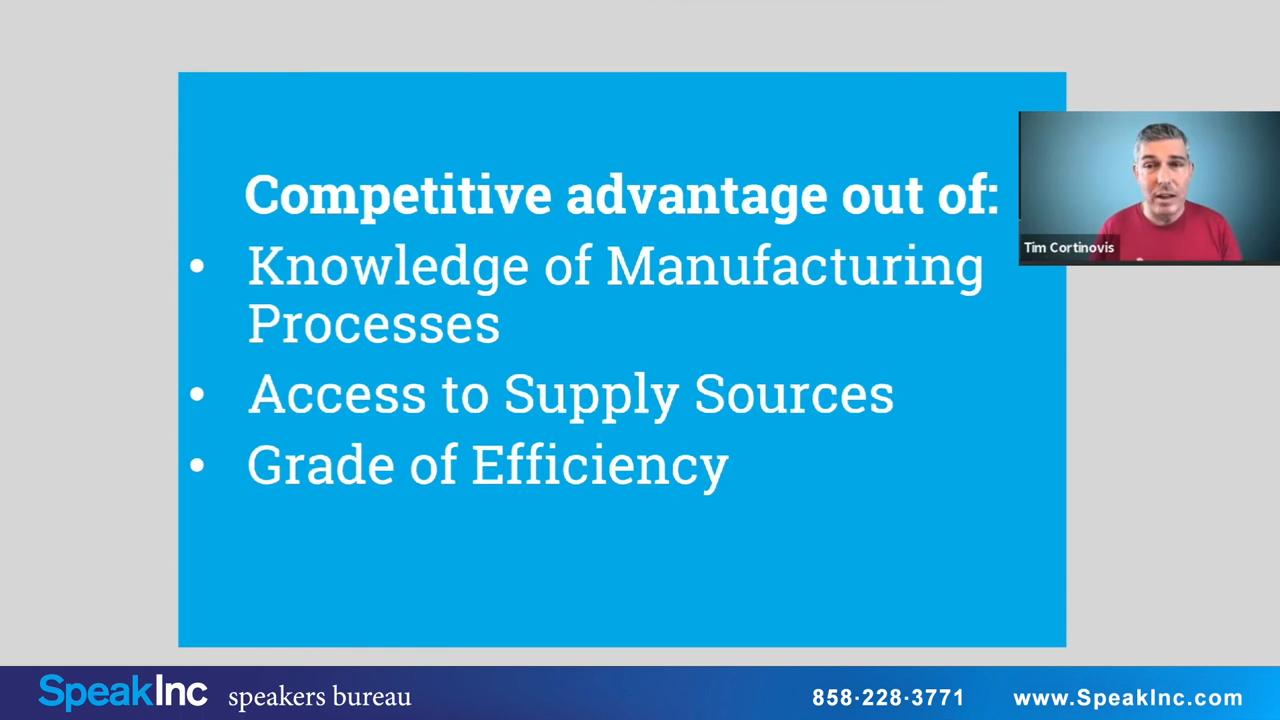 Competitive advantage out of:
• Knowledge of Manufacturing
Processes
• Access to Supply Sources
• Grade of Efficiency
Tim Cortinovis
SpeakInc speakers bureau
858·228·3771
www.SpeakInc.com